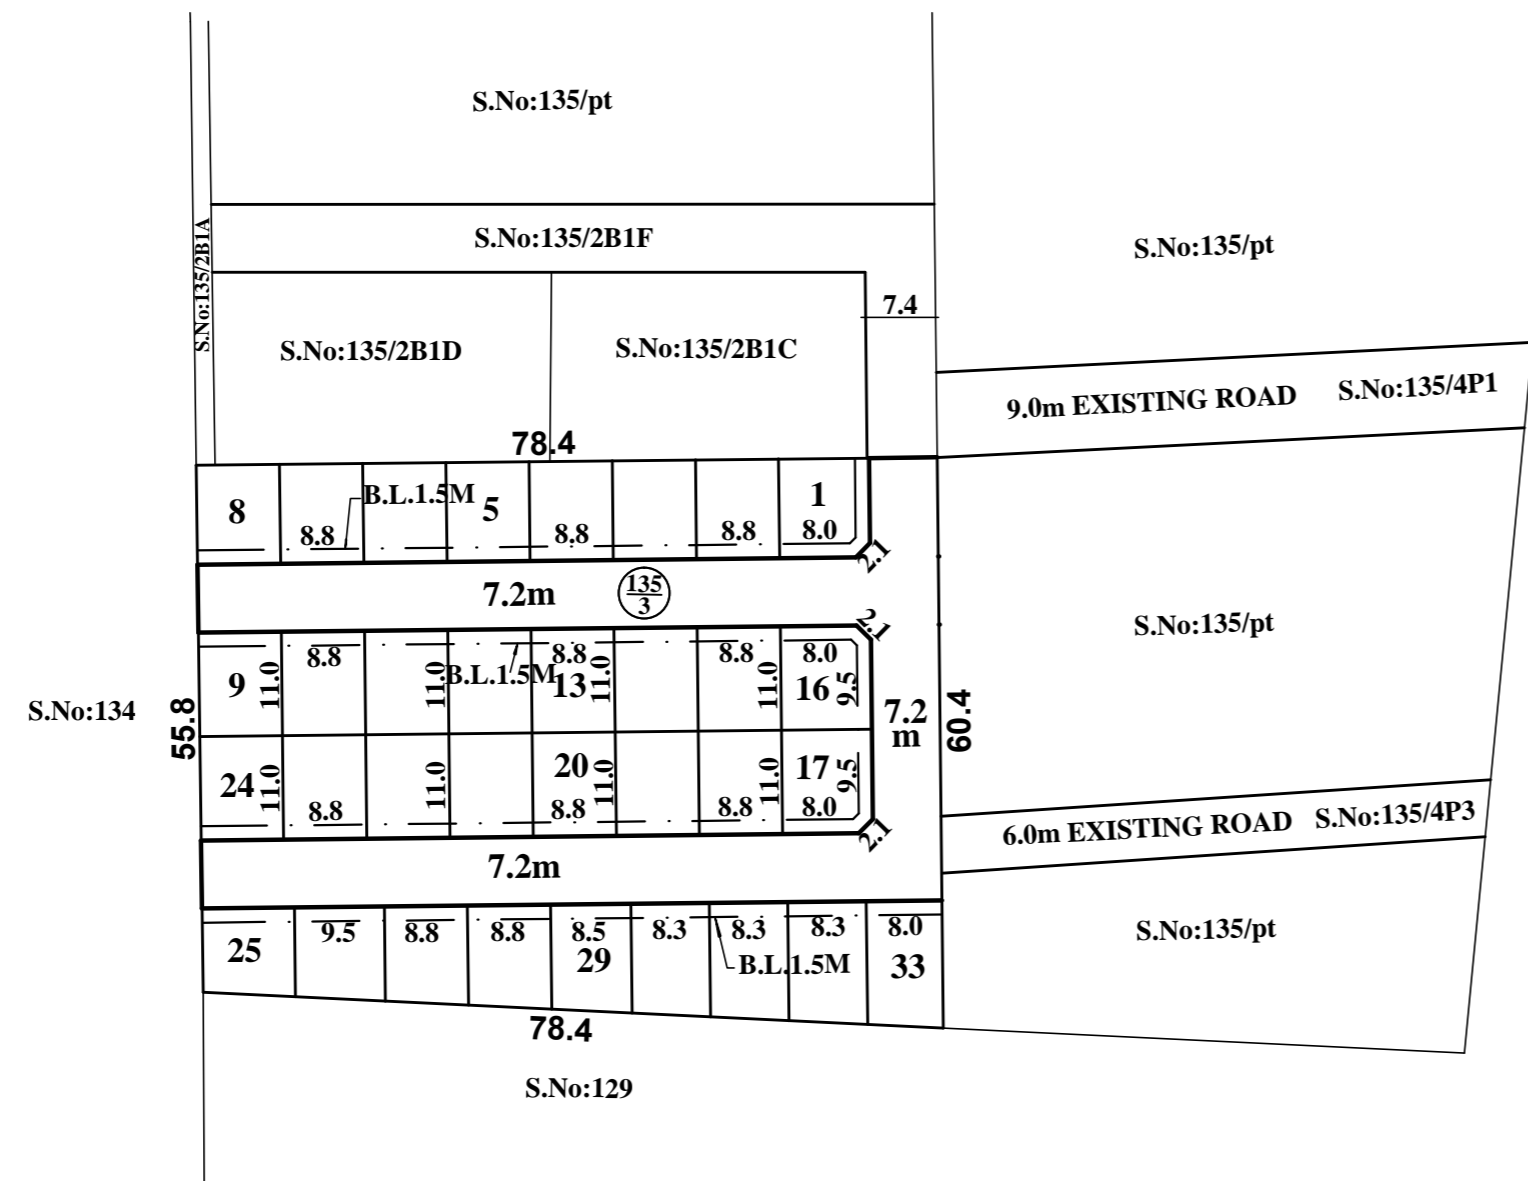 S.No:135/pt
S.No:135/2B1A
S.No:135/2B1F
S.No:135/pt
7.4
S.No:135/2B1D
S.No:135/2B1C
9.0m EXISTING ROAD
S.No:135/4P1
78.4
8
B.L.1.5M
5
1
8.8
8.8
8.8
8.0
2.1
7.2m
135
3
2.1
S.No:135/pt
8.8
8.8
8.8
8.0
9
11.0
11.0
B.L.1.5M
13
11.0
11.0
16
9.5
S.No:134
55.8
7.2
m
60.4
24
11.0
11.0
20
11.0
11.0
17
9.5
8.8
8.8
8.8
8.0
2.1
6.0m EXISTING ROAD
S.No:135/4P3
7.2m
25
9.5
8.8
8.8
8.5
8.3
8.3
8.3
8.0
29
B.L.1.5M
33
S.No:135/pt
78.4
S.No:129